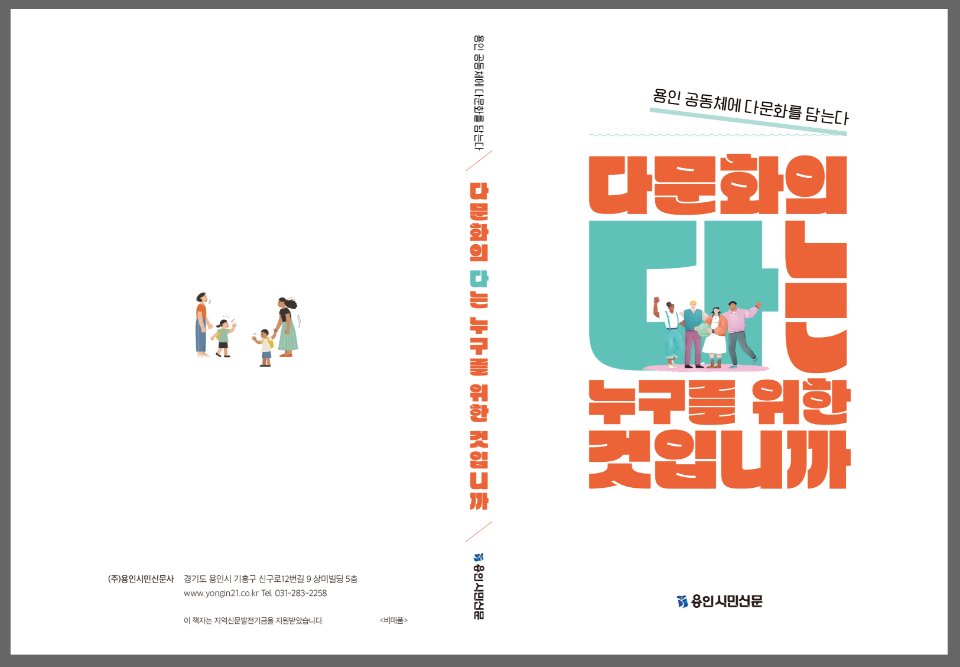 용인 공동체에 다문화를 담는다
다문화의
다는
누구를 위한
것입니까
용인시민신문
용인 공동체에 다문화를 담는다
다문화의 다는 누구를 위한 것입니까
용인시민신문
(주)용인시민신문사 경기도 용인시 기흥구 신구로12번길 9 상미빌딩 5층
www.yongin21.co.kr Tel. 031-283-2258
이 책자는 지역신문발전기금을 지원받았습니다. <비매품>